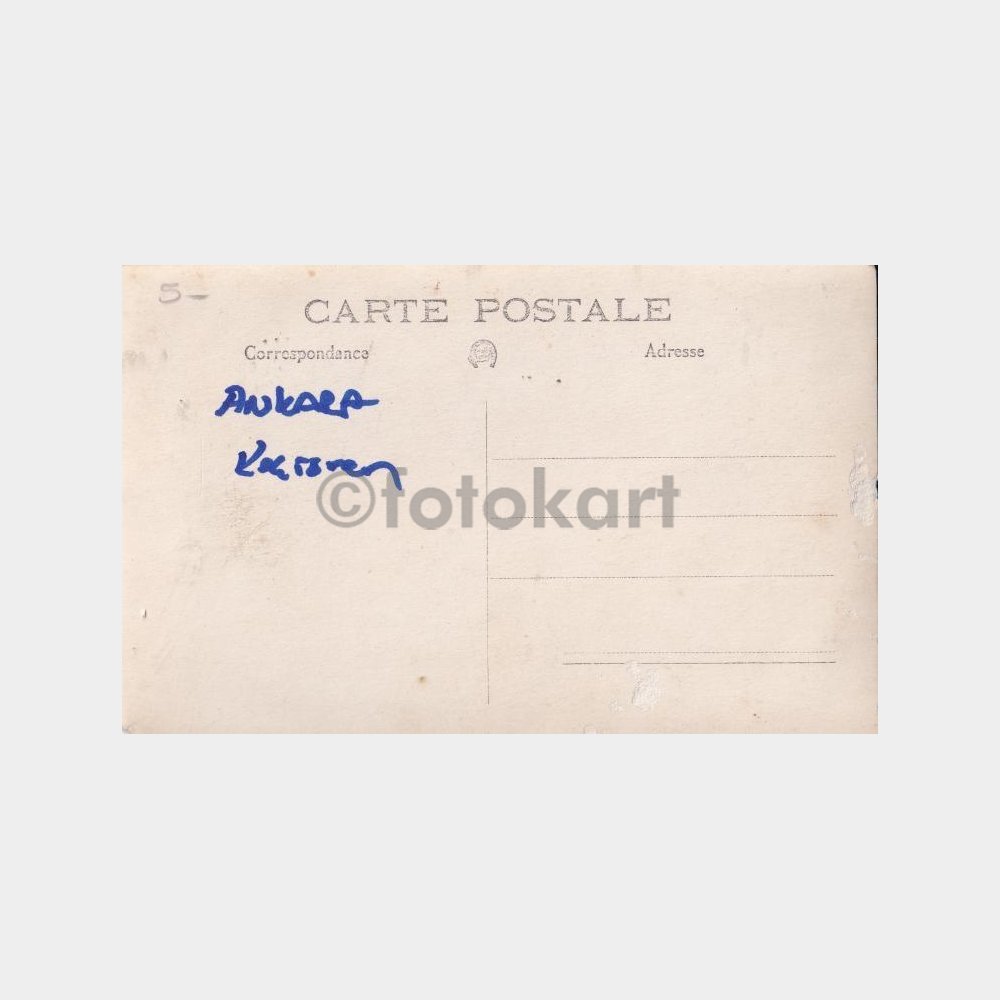 5-
CARTE POSTALE
Correspondance
Adresse
ANKARA
©fotokart